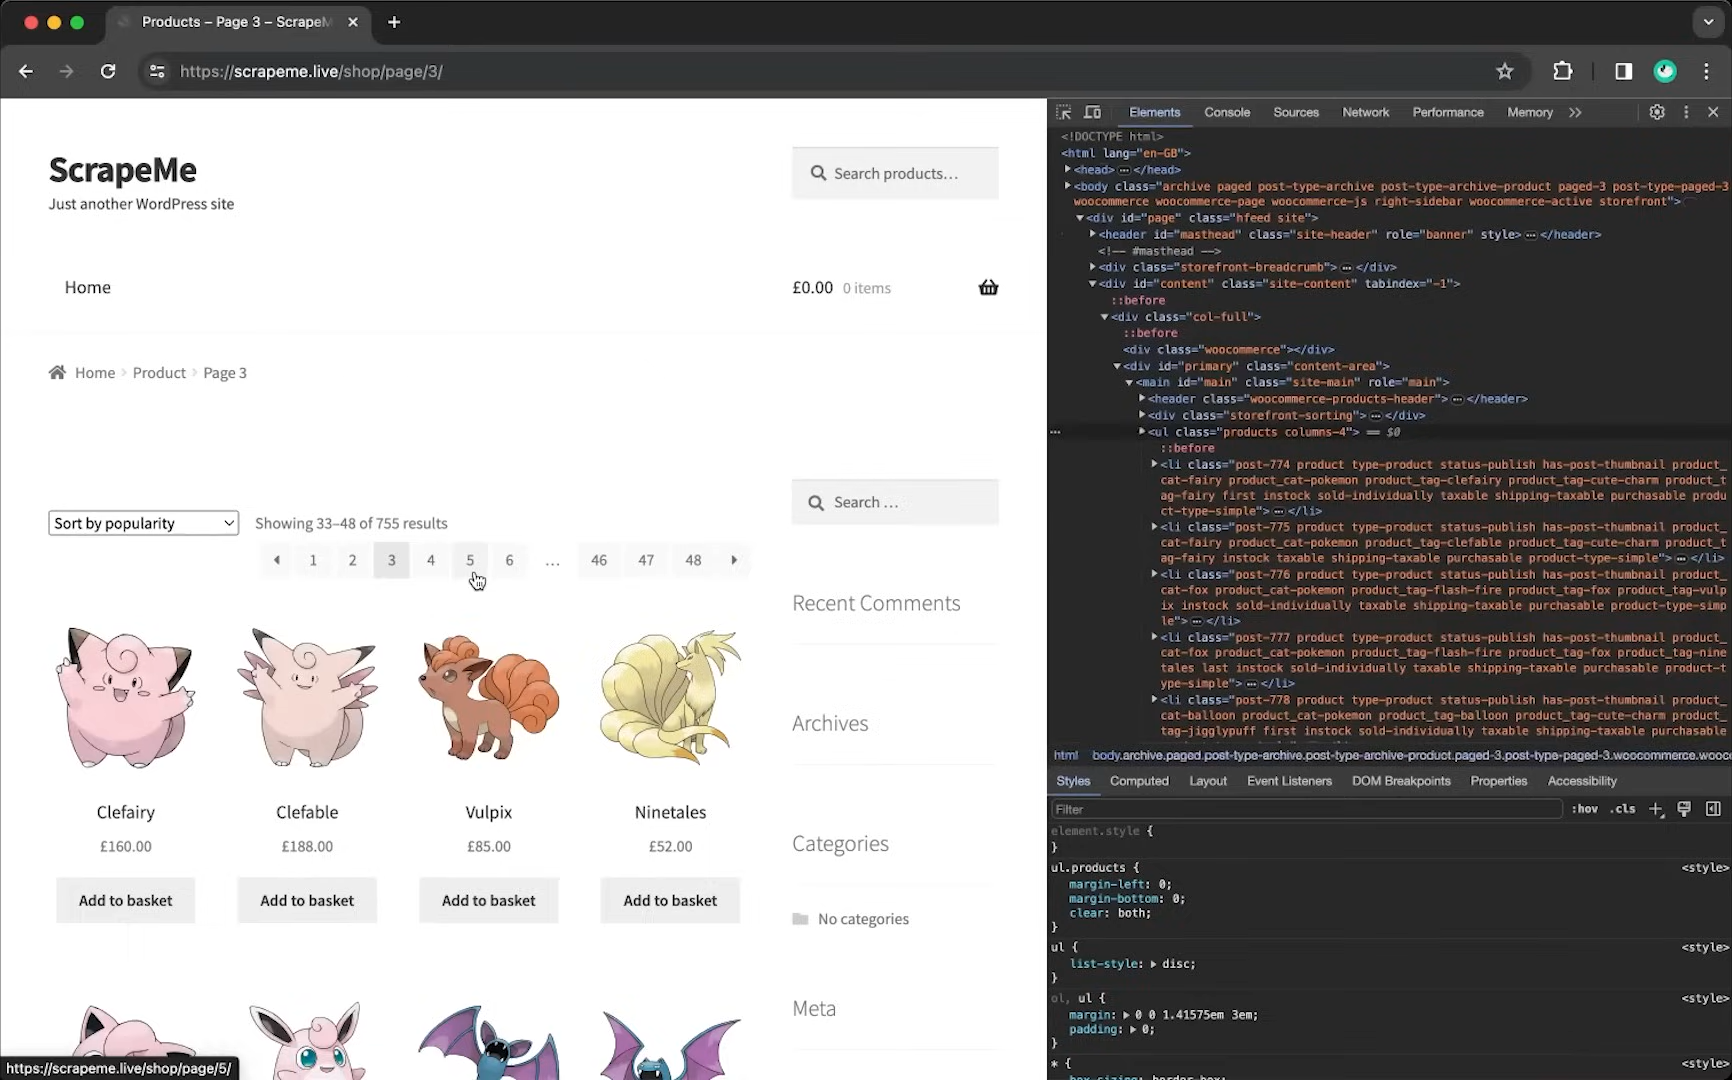 Products – Page 3 – ScrapeM
https://scrapeme.live/shop/page/3/
ScrapeMe
Just another WordPress site
Search products…
Home
£0.00 0 items
Home Product Page 3
Search …
Sort by popularity
Showing 33–48 of 755 results
1 2 3 4 5 6 … 46 47 48
Recent Comments
Archives
Clefairy
£160.00
Add to basket
Clefable
£188.00
Add to basket
Vulpix
£85.00
Add to basket
Ninetales
£52.00
Add to basket
Categories
No categories
Meta
https://scrapeme.live/shop/page/5/
Elements Console Sources Network Performance Memory
<!DOCTYPE html>
<html lang="en-GB">
<head> … </head>
<body class="archive paged post-type-archive post-type-archive-product paged-3 post-type-paged-3
woocommerce woocommerce-page woocommerce-js right-sidebar woocommerce-active storefront">
<div id="page" class="hfeed site">
<header id="masthead" class="site-header" role="banner" style> … </header>
<!-- #masthead -->
<div class="storefront-breadcrumb"> … </div>
<div id="content" class="site-content" tabindex="-1">
::before
<div class="col-full">
::before
<div class="woocommerce"></div>
<div id="primary" class="content-area">
<main id="main" class="site-main" role="main">
<header class="woocommerce-products-header"> … </header>
<div class="storefront-sorting"> … </div>
… <ul class="products columns-4"> == $0
::before
<li class="post-774 product type-product status-publish has-post-thumbnail product_
cat-fairy product_cat-pokemon product_tag-clefairy product_tag-cute-charm product_t
ag-fairy first instock sold-individually taxable shipping-taxable purchasable produ
ct-type-simple"> … </li>
<li class="post-775 product type-product status-publish has-post-thumbnail product_
cat-fairy product_cat-pokemon product_tag-clefable product_tag-cute-charm product_t
ag-fairy instock sold-individually taxable shipping-taxable purchasable product-type-simple"> … </li>
<li class="post-776 product type-product status-publish has-post-thumbnail product_
cat-fox product_cat-pokemon product_tag-flash-fire product_tag-fox product_tag-vulp
ix instock sold-individually taxable shipping-taxable purchasable product-type-simp
le"> … </li>
<li class="post-777 product type-product status-publish has-post-thumbnail product_
cat-fox product_cat-pokemon product_tag-flash-fire product_tag-fox product_tag-nine
tales last instock sold-individually taxable shipping-taxable purchasable product-t
ype-simple"> … </li>
<li class="post-778 product type-product status-publish has-post-thumbnail product_
cat-balloon product_cat-pokemon product_tag-balloon product_tag-cute-charm product_
tag-jigglypuff first instock sold-individually taxable shipping-taxable purchasable
html body.archive.paged.post-type-archive.post-type-archive-product.paged-3.post-type-paged-3.woocommerce.wooc
Styles Computed Layout Event Listeners DOM Breakpoints Properties Accessibility
Filter :hov .cls +
element.style {
}
ul.products { <style>
margin-left: 0;
margin-bottom: 0;
clear: both;
}
ul { <style>
list-style: disc;
}
ol, ul { <style>
margin: 0 0 1.41575em 3em;
padding: 0;
}
* { <style>
box-sizing: border-box;